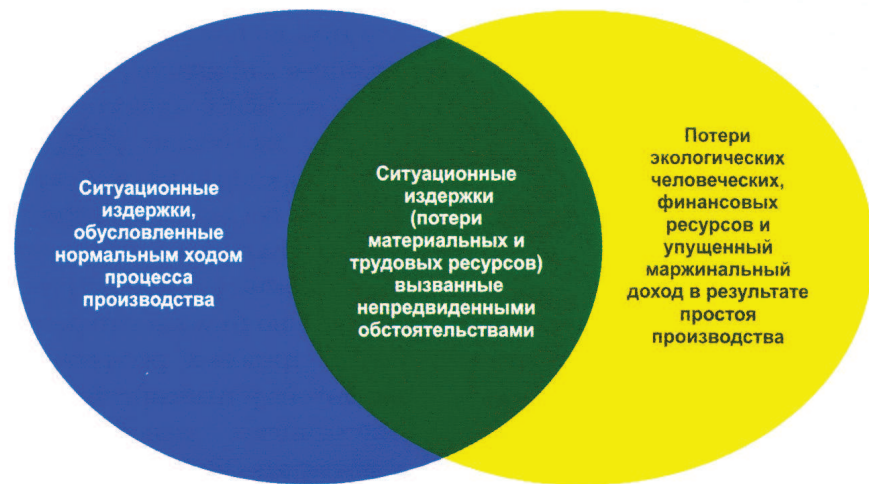 Ситуационные
издержки,
обусловленные
нормальным ходом
процесса
производства
Ситуационные
издержки
(потери
материальных и
трудовых ресурсов)
вызванные
непредвиденными
обстоятельствами
Потери
экологических
человеческих,
финансовых
ресурсов и
упущенный
маржинальный
доход в результате
простоя
производства